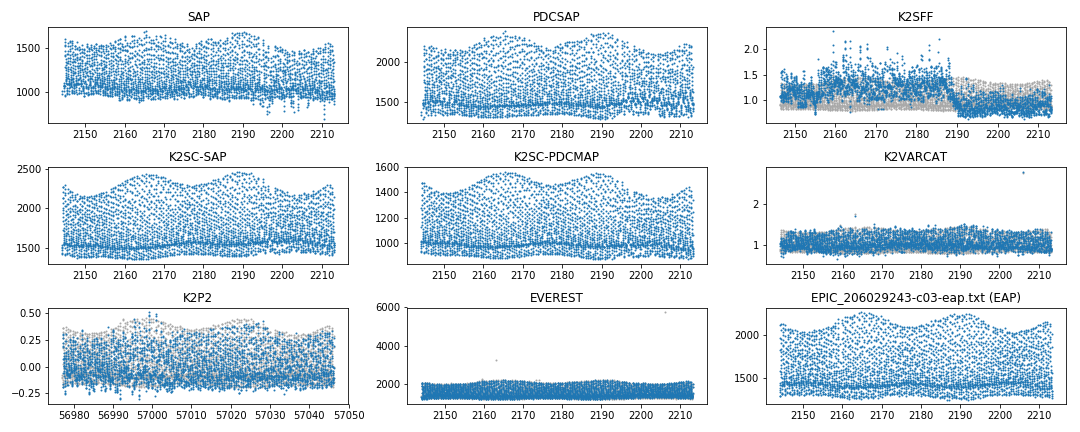 SAP
1500
1000
2150 2160 2170 2180 2190 2200 2210
PDCSAP
2000
1500
2150 2160 2170 2180 2190 2200 2210
K2SFF
2.0
1.5
1.0
2150 2160 2170 2180 2190 2200 2210
K2SC-SAP
2500
2000
1500
2150 2160 2170 2180 2190 2200 2210
K2SC-PDCMAP
1600
1400
1200
1000
2150 2160 2170 2180 2190 2200 2210
K2VARCAT
2
1
2150 2160 2170 2180 2190 2200 2210
K2P2
0.50
0.25
0.00
−0.25
56980 56990 57000 57010 57020 57030 57040 57050
EVEREST
6000
4000
2000
2150 2160 2170 2180 2190 2200 2210
EPIC_206029243-c03-eap.txt (EAP)
2000
1500
2150 2160 2170 2180 2190 2200 2210